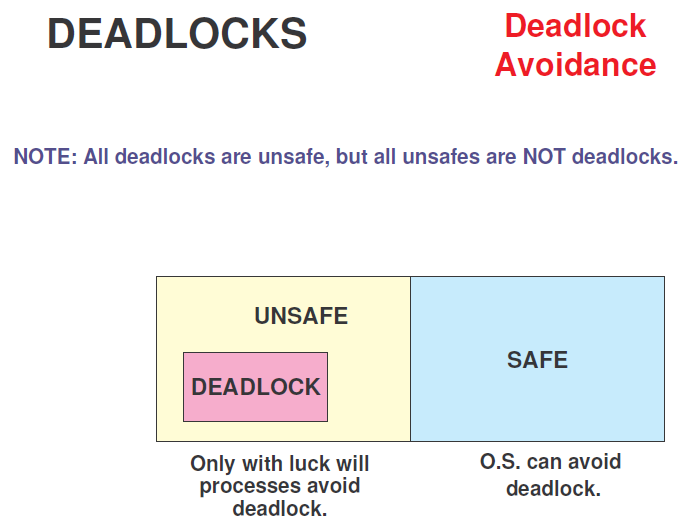 DEADLOCKS
Deadlock
Avoidance
NOTE: All deadlocks are unsafe, but all unsafes are NOT deadlocks.
UNSAFE
DEADLOCK
SAFE
Only with luck will
processes avoid
deadlock.
O.S. can avoid
deadlock.